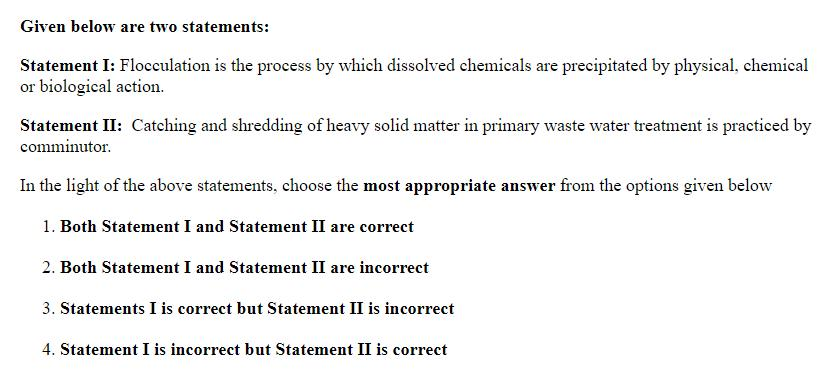 Given below are two statements:
Statement I: Flocculation is the process by which dissolved chemicals are precipitated by physical, chemical
or biological action.
Statement II: Catching and shredding of heavy solid matter in primary waste water treatment is practiced by
comminutor.
In the light of the above statements, choose the most appropriate answer from the options given below
1. Both Statement I and Statement II are correct
2. Both Statement I and Statement II are incorrect
3. Statements I is correct but Statement II is incorrect
4. Statement I is incorrect but Statement II is correct